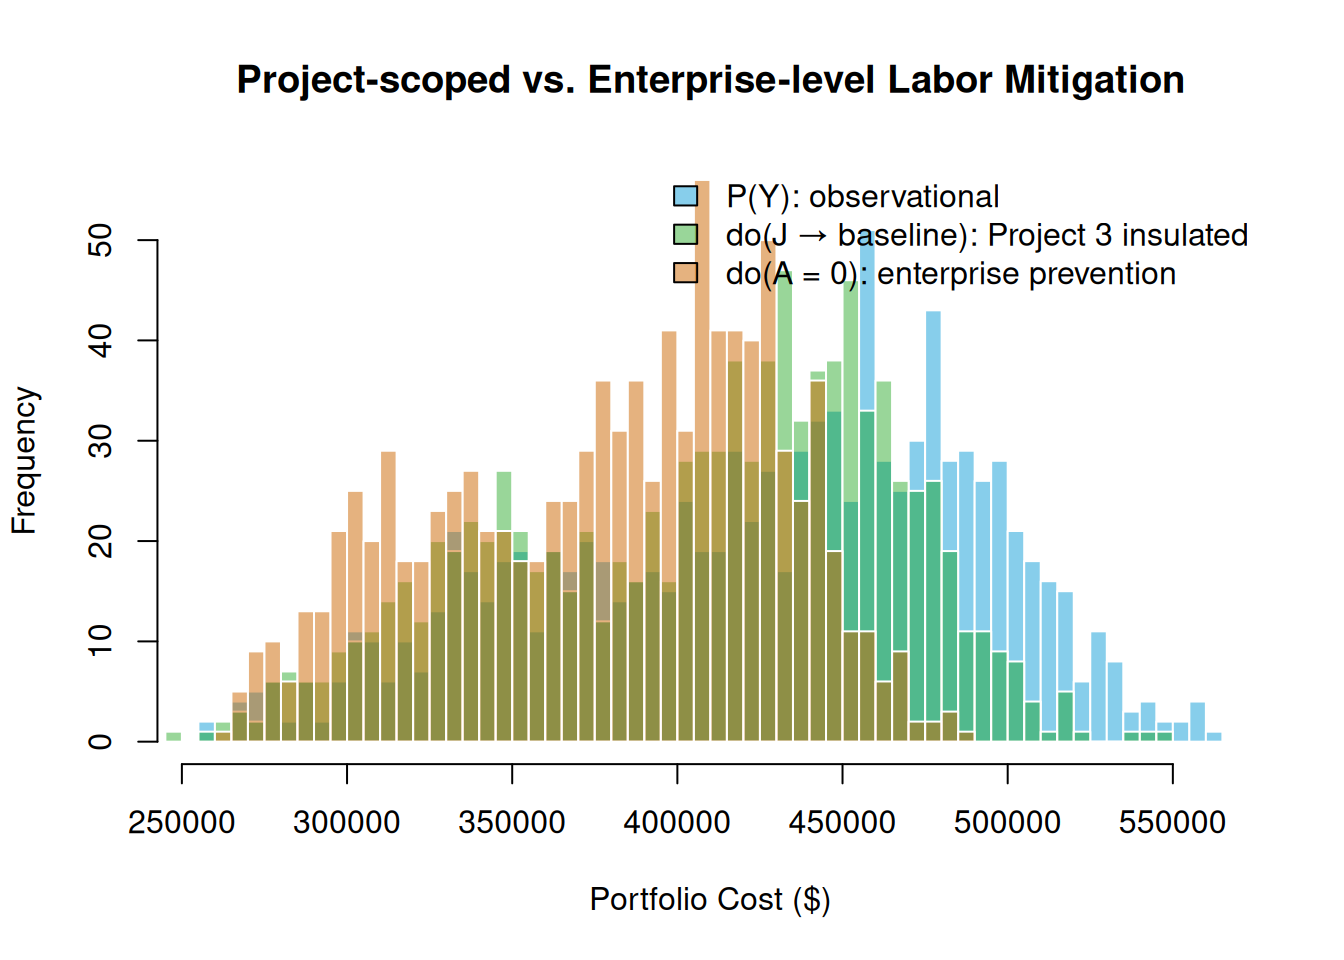 Project-scoped vs. Enterprise-level Labor Mitigation
P(Y): observational
do(J → baseline): Project 3 insulated
do(A = 0): enterprise prevention
Frequency
50
40
30
20
10
0
250000 300000 350000 400000 450000 500000 550000
Portfolio Cost ($)